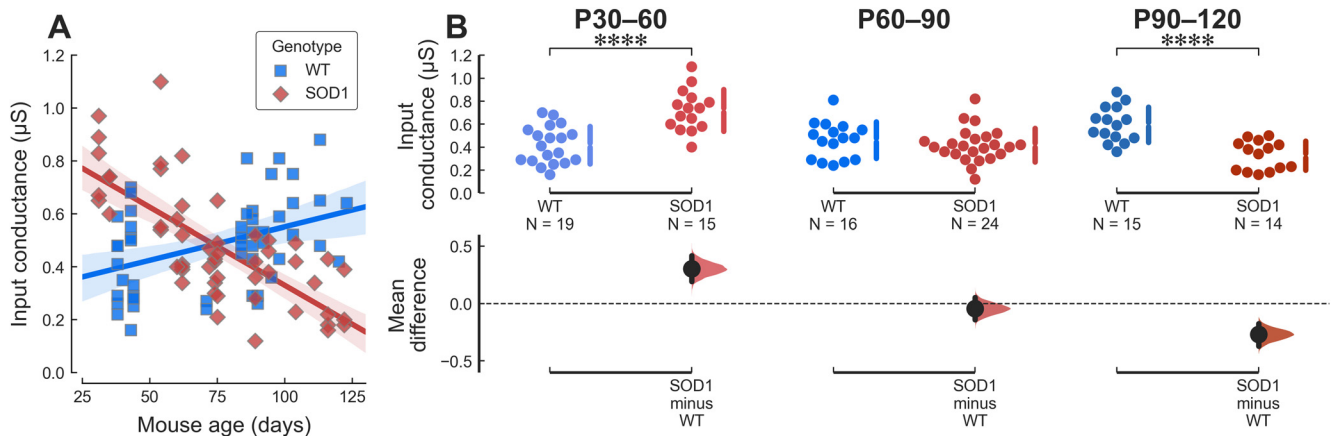 A
Genotype
WT
SOD1
Input conductance (µS)
1.2
1.0
0.8
0.6
0.4
0.2
0.0
25
50
75
100
125
Mouse age (days)
B
P30–60
P60–90
P90–120
****
****
Input
conductance (µS)
1.2
1.0
0.8
0.6
0.4
0.2
0.0
WT
N = 19
SOD1
N = 15
WT
N = 16
SOD1
N = 24
WT
N = 15
SOD1
N = 14
Mean
difference
0.5
0.0
−0.5
SOD1
minus
WT
SOD1
minus
WT
SOD1
minus
WT